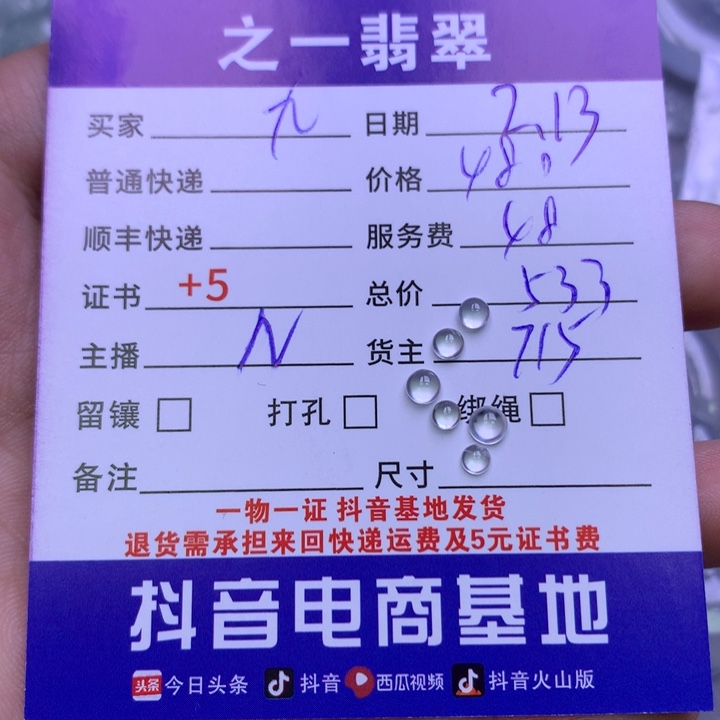 之一翡翠
买家 九 日期 2.13
普通快递 价格 480
顺丰快递 服务费 48
证书 +5 总价 533
主播 N 货主 715
留镶 打孔 绑绳
备注 尺寸
一物一证 抖音基地发货
退货需承担来回快递运费及5元证书费
抖音电商基地
头条 今日头条 抖音 西瓜视频 抖音火山版